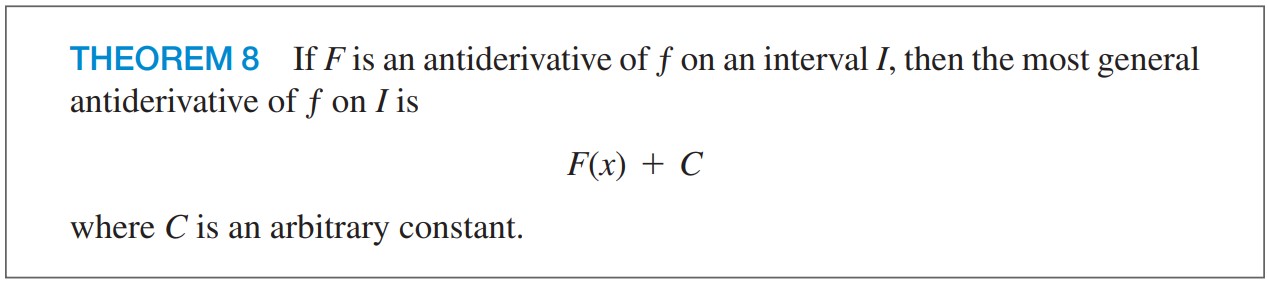 THEOREM 8 If F is an antiderivative of f on an interval I, then the most general
antiderivative of f on I is
F(x) + C
where C is an arbitrary constant.